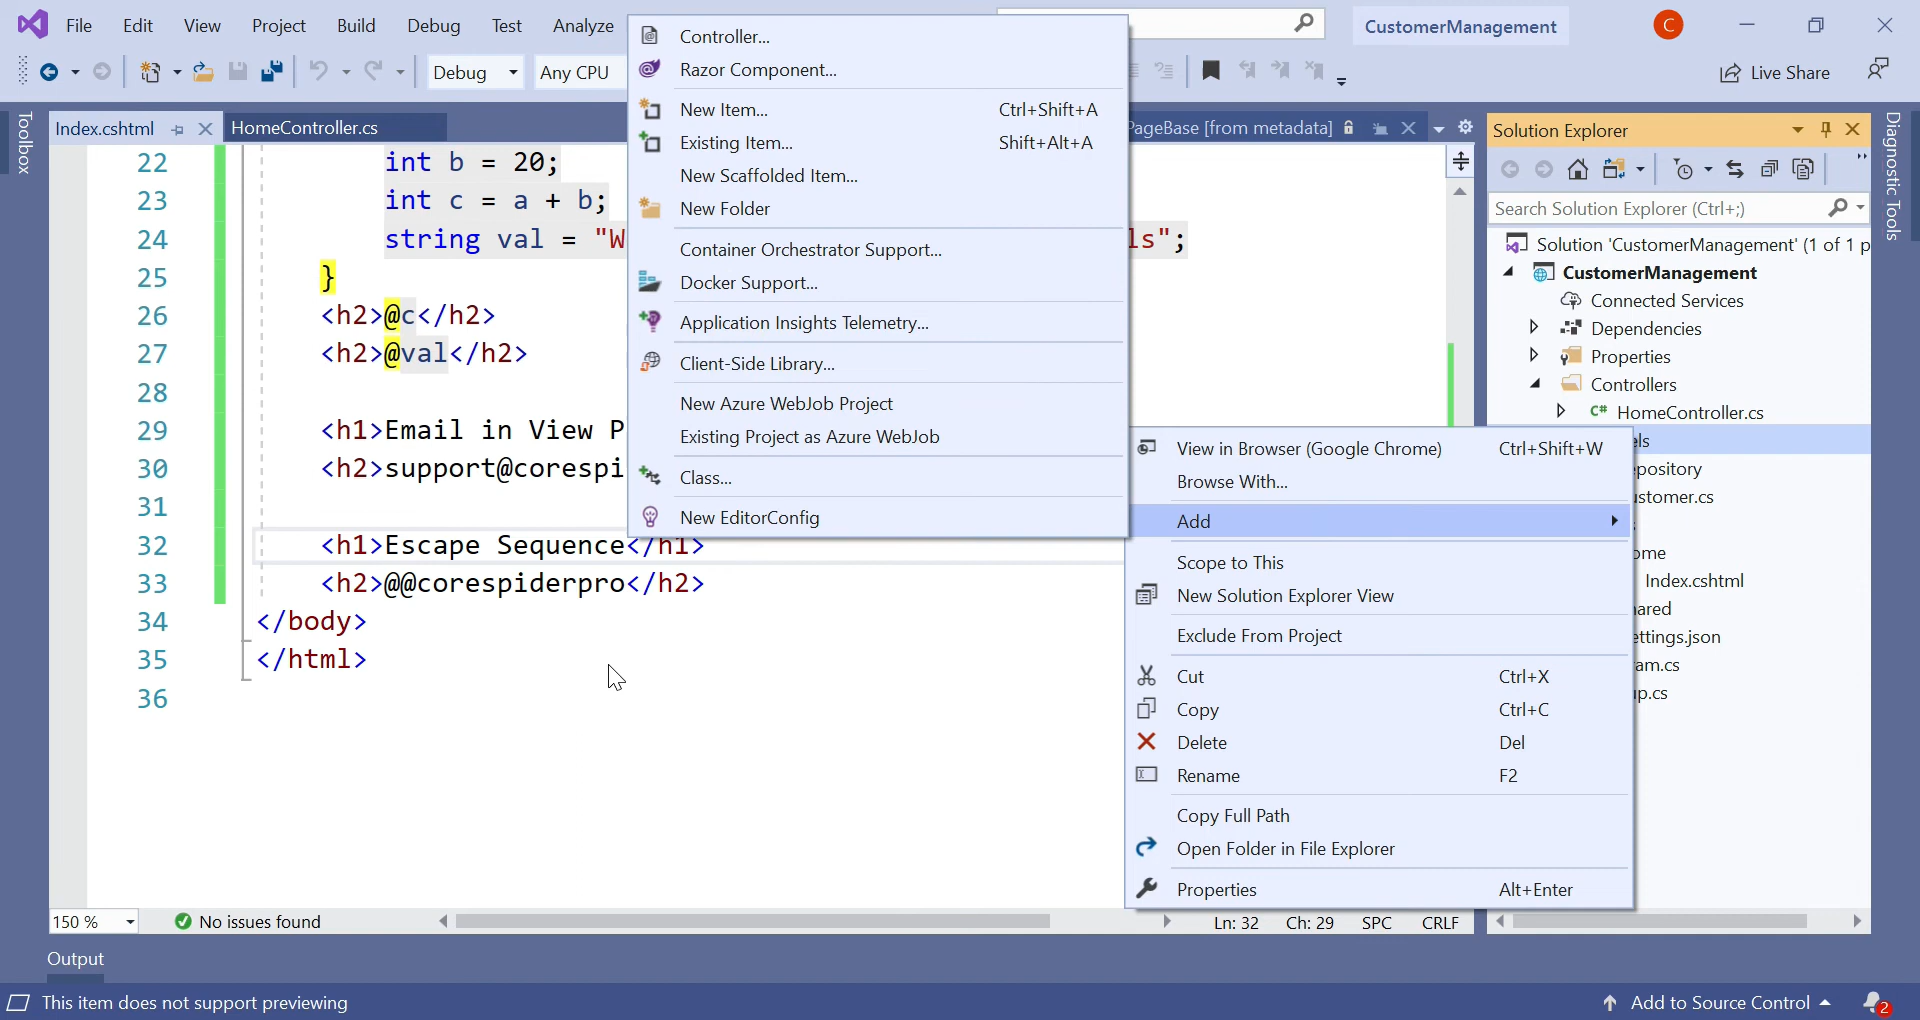 File Edit View Project Build Debug Test Analyze
CustomerManagement
C
Debug
Any CPU
Live Share
Toolbox
Index.cshtml
HomeController.cs
PageBase [from metadata]
22 int b = 20;
23 int c = a + b;
24 string val = "W ls";
25 }
26 <h2>@c</h2>
27 <h2>@val</h2>
28
29 <h1>Email in View P
30 <h2>support@corespi
31
32 <h1>Escape Sequence</h1>
33 <h2>@@corespiderpro</h2>
34 </body>
35 </html>
36
Controller...
Razor Component...
New Item... Ctrl+Shift+A
Existing Item... Shift+Alt+A
New Scaffolded Item...
New Folder
Container Orchestrator Support...
Docker Support...
Application Insights Telemetry...
Client-Side Library...
New Azure WebJob Project
Existing Project as Azure WebJob
Class...
New EditorConfig
View in Browser (Google Chrome) Ctrl+Shift+W
Browse With...
Add
Scope to This
New Solution Explorer View
Exclude From Project
Cut Ctrl+X
Copy Ctrl+C
Delete Del
Rename F2
Copy Full Path
Open Folder in File Explorer
Properties Alt+Enter
Solution Explorer
Search Solution Explorer (Ctrl+;)
Solution 'CustomerManagement' (1 of 1 p
CustomerManagement
Connected Services
Dependencies
Properties
Controllers
C# HomeController.cs
els
epository
ustomer.cs
s
ome
Index.cshtml
hared
ettings.json
ram.cs
up.cs
Diagnostic Tools
150 %
No issues found
Ln: 32 Ch: 29 SPC CRLF
Output
This item does not support previewing
Add to Source Control
2